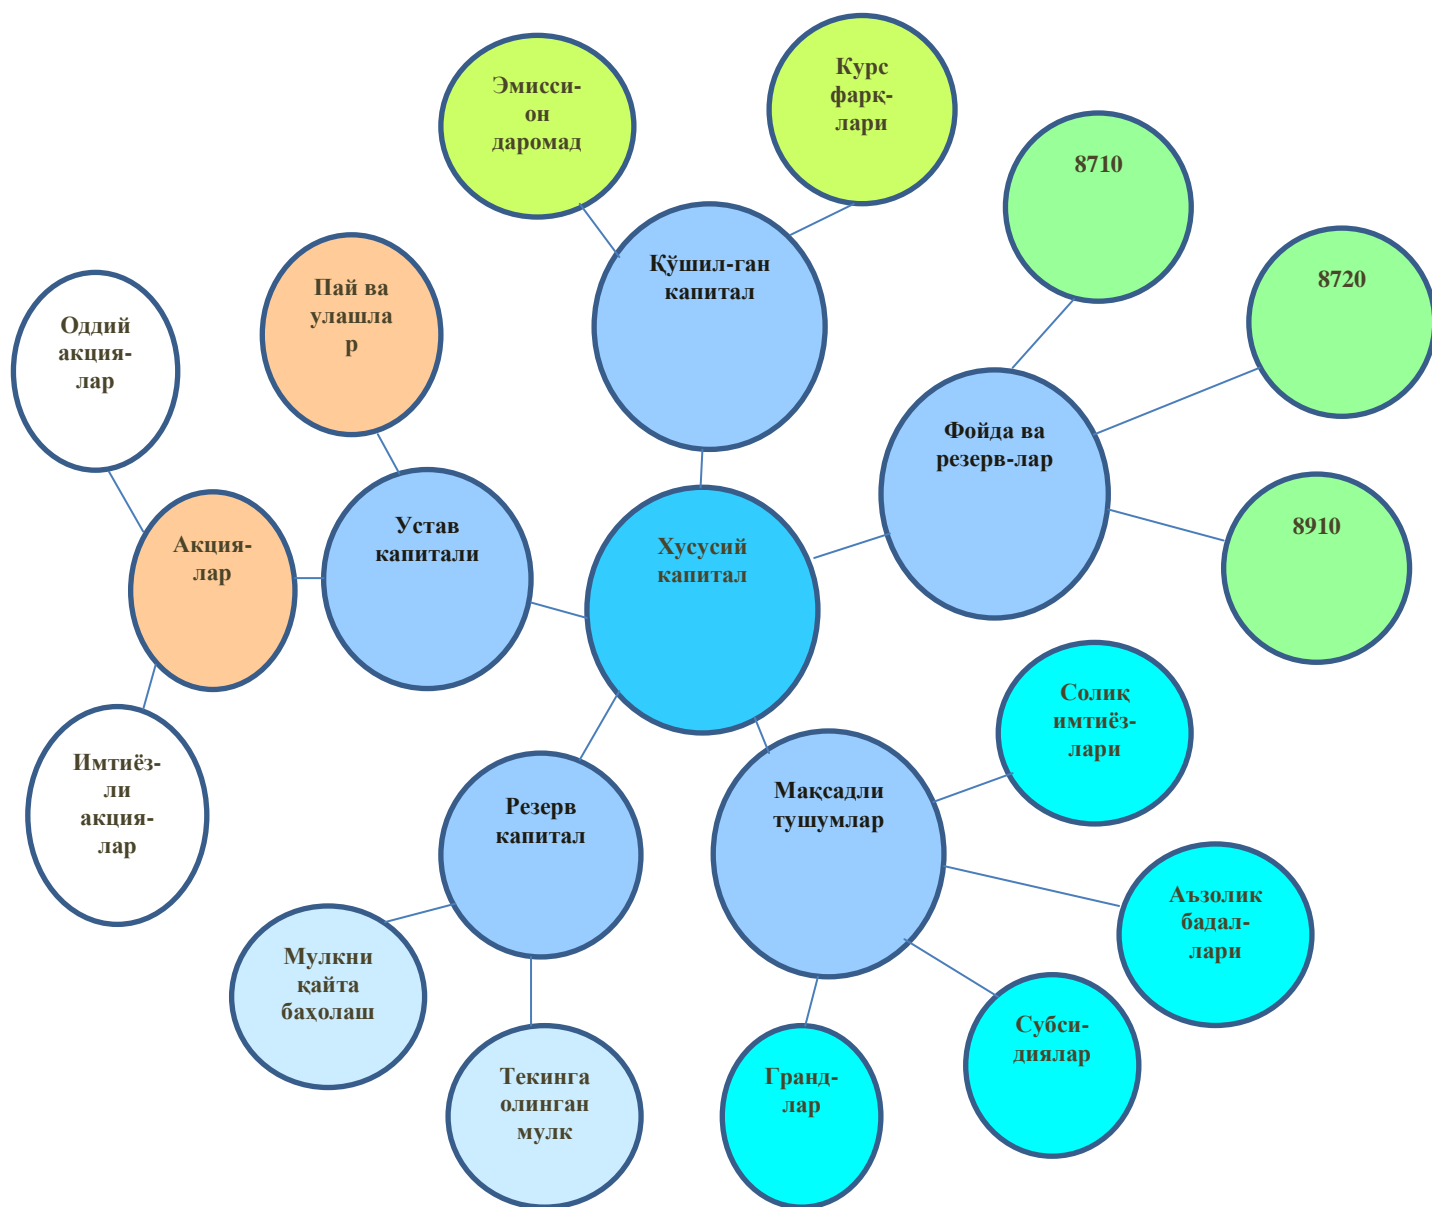 Эмисси-
он
даромад
Курс
фарқ-
лари
8710
8720
Қўшил-ган
капитал
Пай ва
улашла
р
Оддий
акция-
лар
Фойда ва
резерв-лар
8910
Устав
капитали
Хусусий
капитал
Акция-
лар
Солиқ
имтиёз-
лари
Имтиёз-
ли
акция-
лар
Резерв
капитал
Мақсадли
тушумлар
Аъзолик
бадал-
лари
Мулкни
қайта
баҳолаш
Субси-
диялар
Текинга
олинган
мулк
Гранд-
лар